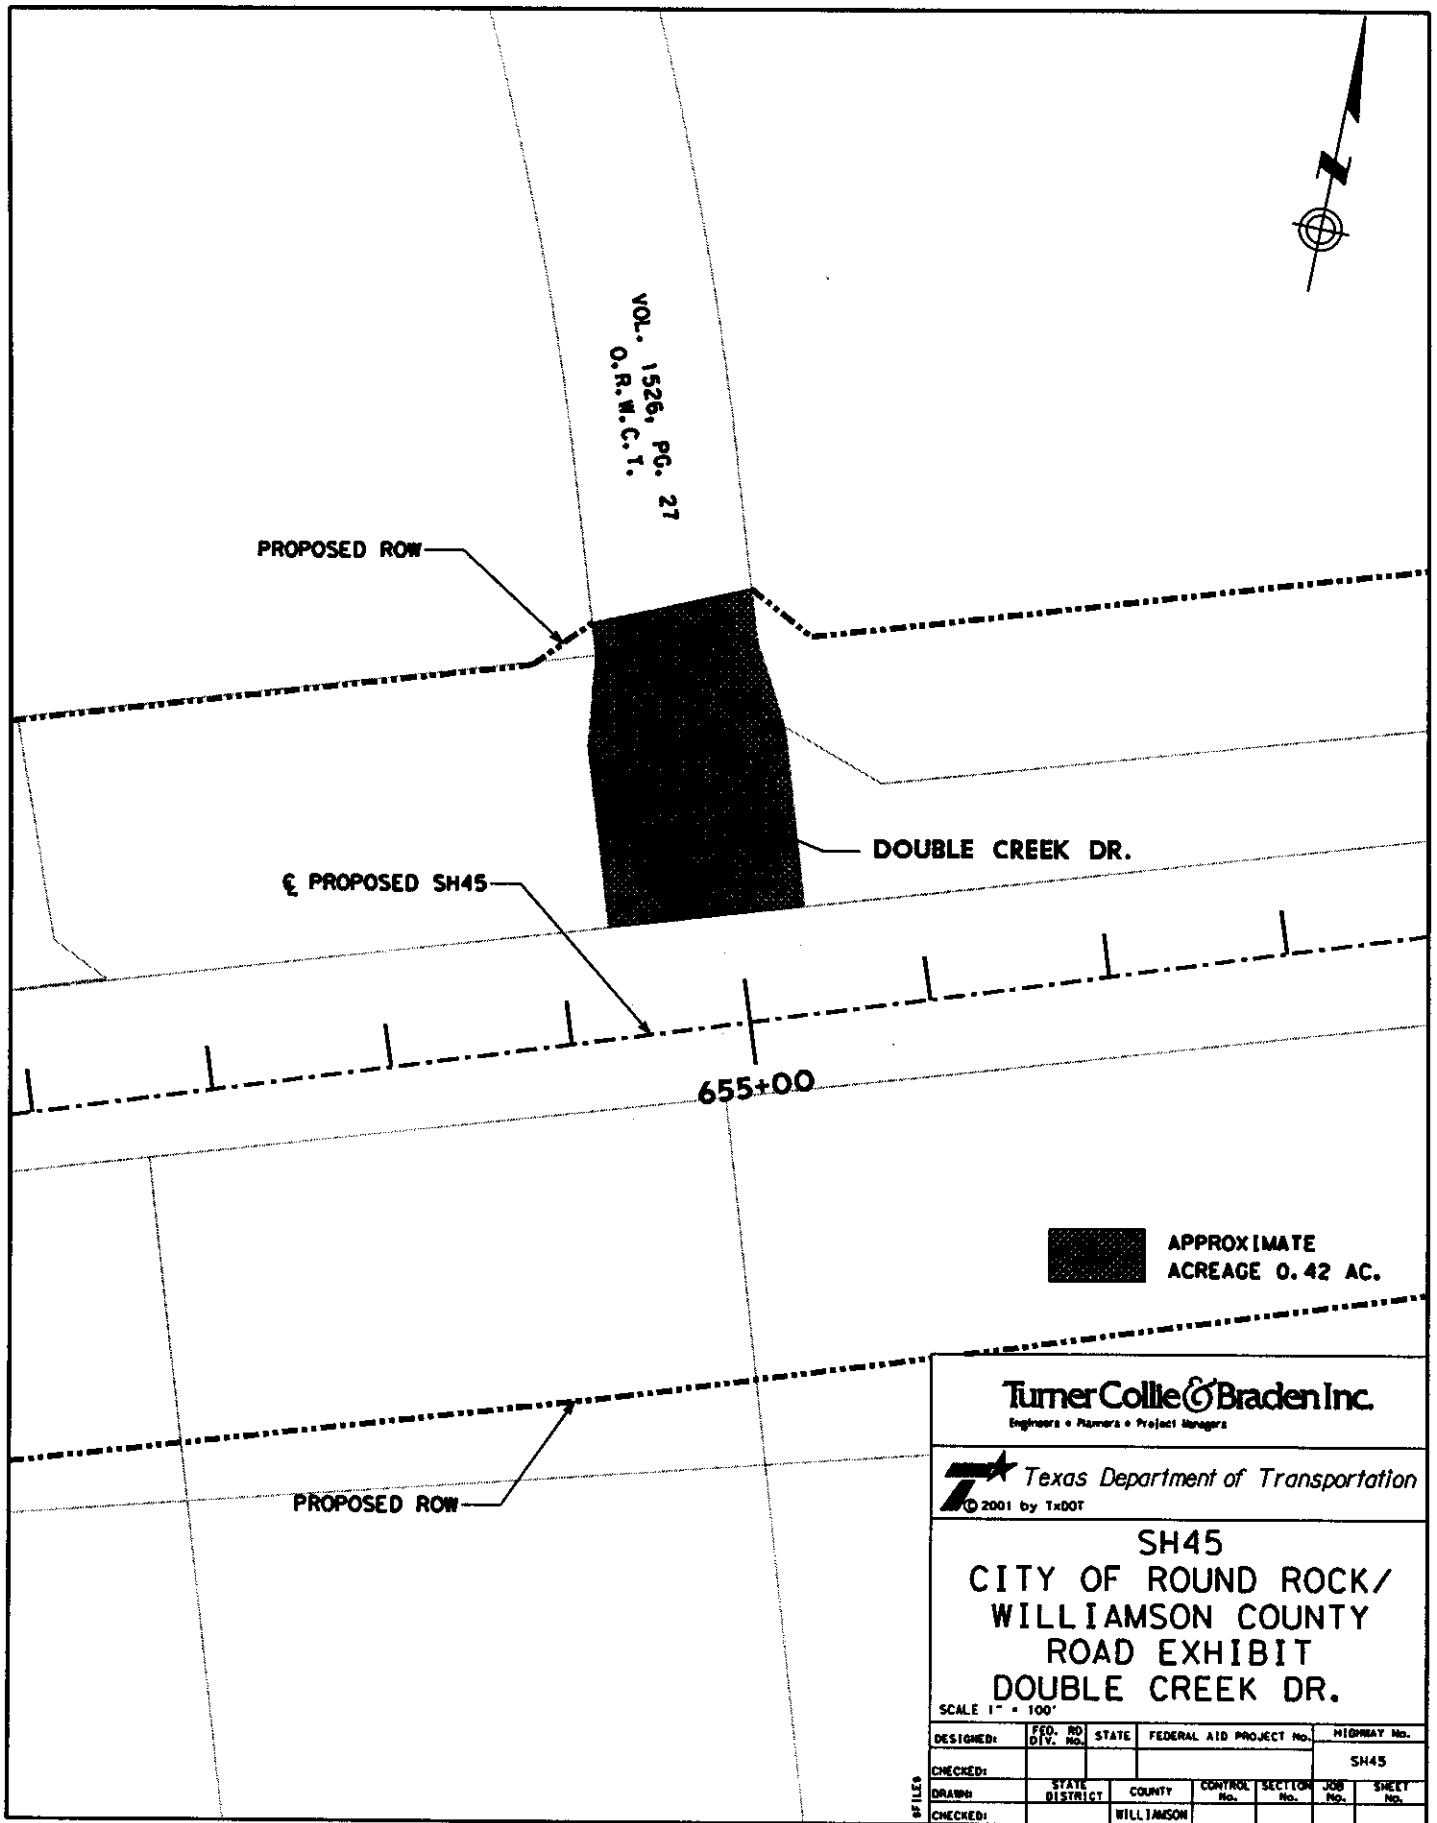 N
VOL. 1526, PG. 27
O.R.W.C.T.
PROPOSED ROW
DOUBLE CREEK DR.
℄ PROPOSED SH45
655+00
APPROXIMATE
ACREAGE 0.42 AC.
PROPOSED ROW
Turner Collie & Braden Inc.
Engineers • Planners • Project Managers
Texas Department of Transportation
© 2001 by TxDOT
SH45
CITY OF ROUND ROCK/
WILLIAMSON COUNTY
ROAD EXHIBIT
DOUBLE CREEK DR.
SCALE 1" = 100'
DESIGNED: FED. RD DIV. No. STATE FEDERAL AID PROJECT No. HIGHWAY No.
CHECKED: SH45
DRAWN: STATE DISTRICT COUNTY CONTROL No. SECTION No. JOB No. SHEET No.
CHECKED: WILLIAMSON